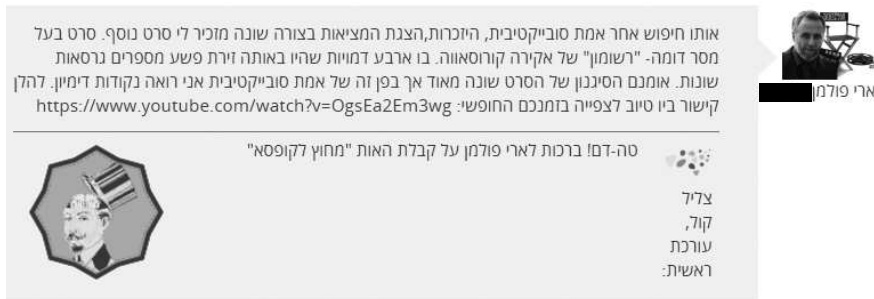 אותו חיפוש אחר אמת סובייקטיבית, היזכרות,הצגת המציאות בצורה שונה מזכיר לי סרט נוסף. סרט בעל
מסר דומה- "רשומון" של אקירה קורוסאווה. בו ארבע דמויות שהיו באותה זירת פשע מספרים גרסאות
שונות. אומנם הסיגנון של הסרט שונה מאוד אך בפן זה של אמת סובייקטיבית אני רואה נקודות דימיון. להלן
קישור ביו טיוב לצפייה בזמנכם החופשי: https://www.youtube.com/watch?v=OgsEa2Em3wg
ארי פולמן
טה-דם! ברכות לארי פולמן על קבלת האות "מחוץ לקופסא"
צליל
קול,
עורכת
ראשית: